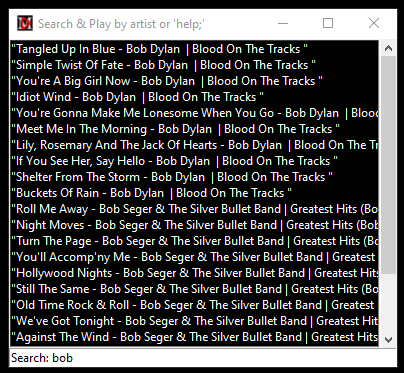 Search & Play by artist or 'help;'
"Tangled Up In Blue - Bob Dylan  | Blood On The Tracks "
"Simple Twist Of Fate - Bob Dylan  | Blood On The Tracks "
"You're A Big Girl Now - Bob Dylan  | Blood On The Tracks "
"Idiot Wind - Bob Dylan  | Blood On The Tracks "
"You're Gonna Make Me Lonesome When You Go - Bob Dylan  | Blood
"Meet Me In The Morning - Bob Dylan  | Blood On The Tracks "
"Lily, Rosemary And The Jack Of Hearts - Bob Dylan  | Blood On The Tr
"If You See Her, Say Hello - Bob Dylan  | Blood On The Tracks "
"Shelter From The Storm - Bob Dylan  | Blood On The Tracks "
"Buckets Of Rain - Bob Dylan  | Blood On The Tracks "
"Roll Me Away - Bob Seger & The Silver Bullet Band | Greatest Hits (Bo
"Night Moves - Bob Seger & The Silver Bullet Band | Greatest Hits (Bob
"Turn The Page - Bob Seger & The Silver Bullet Band | Greatest Hits (B
"You'll Accomp'ny Me - Bob Seger & The Silver Bullet Band | Greatest
"Hollywood Nights - Bob Seger & The Silver Bullet Band | Greatest Hits
"Still The Same - Bob Seger & The Silver Bullet Band | Greatest Hits (Bo
"Old Time Rock & Roll - Bob Seger & The Silver Bullet Band | Greatest
"We've Got Tonight - Bob Seger & The Silver Bullet Band | Greatest Hi
"Against The Wind - Bob Seger & The Silver Bullet Band | Greatest Hits
Search: bob